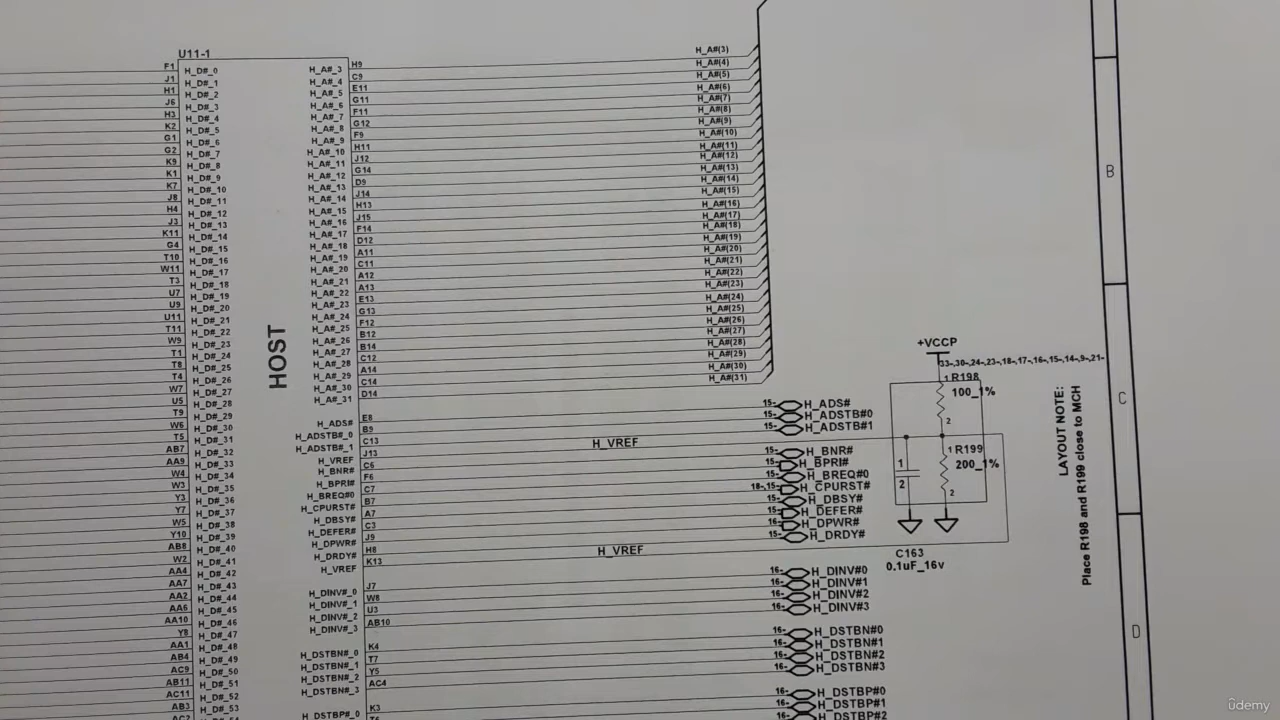 U11-1
F1 H_D#_0
J1 H_D#_1
H1 H_D#_2
J6 H_D#_3
H3 H_D#_4
K2 H_D#_5
G1 H_D#_6
G2 H_D#_7
K9 H_D#_8
K1 H_D#_9
K7 H_D#_10
J8 H_D#_11
H4 H_D#_12
J3 H_D#_13
K11 H_D#_14
G4 H_D#_15
T10 H_D#_16
W11 H_D#_17
T3 H_D#_18
U7 H_D#_19
U9 H_D#_20
U11 H_D#_21
T11 H_D#_22
W9 H_D#_23
T1 H_D#_24
T8 H_D#_25
T4 H_D#_26
W7 H_D#_27
U5 H_D#_28
T9 H_D#_29
W6 H_D#_30
T5 H_D#_31
AB7 H_D#_32
AA9 H_D#_33
W4 H_D#_34
W3 H_D#_35
Y3 H_D#_36
Y7 H_D#_37
W5 H_D#_38
Y10 H_D#_39
AB8 H_D#_40
W2 H_D#_41
AA4 H_D#_42
AA7 H_D#_43
AA2 H_D#_44
AA6 H_D#_45
AA10 H_D#_46
Y8 H_D#_47
AA1 H_D#_48
AB4 H_D#_49
AC9 H_D#_50
AB11 H_D#_51
AC11 H_D#_52
AB3 H_D#_53
HOST
H_A#_3 H9 H_A#(3)
H_A#_4 C9 H_A#(4)
H_A#_5 E11 H_A#(5)
H_A#_6 G11 H_A#(6)
H_A#_7 F11 H_A#(7)
H_A#_8 G12 H_A#(8)
H_A#_9 F9 H_A#(9)
H_A#_10 H11 H_A#(10)
H_A#_11 J12 H_A#(11)
H_A#_12 G14 H_A#(12)
H_A#_13 D9 H_A#(13)
H_A#_14 J14 H_A#(14)
H_A#_15 H13 H_A#(15)
H_A#_16 J15 H_A#(16)
H_A#_17 F14 H_A#(17)
H_A#_18 D12 H_A#(18)
H_A#_19 A11 H_A#(19)
H_A#_20 C11 H_A#(20)
H_A#_21 A12 H_A#(21)
H_A#_22 A13 H_A#(22)
H_A#_23 E13 H_A#(23)
H_A#_24 G13 H_A#(24)
H_A#_25 F12 H_A#(25)
H_A#_26 B12 H_A#(26)
H_A#_27 B14 H_A#(27)
H_A#_28 C12 H_A#(28)
H_A#_29 A14 H_A#(29)
H_A#_30 C14 H_A#(30)
H_A#_31 D14 H_A#(31)
H_ADS# E8 15- H_ADS#
H_ADSTB#_0 B9 15- H_ADSTB#0
H_ADSTB#_1 C13 15- H_ADSTB#1
H_VREF J13 H_VREF
H_BNR# C6 15- H_BNR#
H_BPRI# F6 15- H_BPRI#
H_BREQ#0 C7 15- H_BREQ#0
H_CPURST# B7 18-,15- H_CPURST#
H_DBSY# A7 15- H_DBSY#
H_DEFER# C3 15- H_DEFER#
H_DPWR# J9 16- H_DPWR#
H_DRDY# H8 15- H_DRDY#
H_VREF K13 H_VREF
H_DINV#_0 J7 16- H_DINV#0
H_DINV#_1 W8 16- H_DINV#1
H_DINV#_2 U3 16- H_DINV#2
H_DINV#_3 AB10 16- H_DINV#3
H_DSTBN#_0 K4 16- H_DSTBN#0
H_DSTBN#_1 T7 16- H_DSTBN#1
H_DSTBN#_2 Y5 16- H_DSTBN#2
H_DSTBN#_3 AC4 16- H_DSTBN#3
H_DSTBP#_0 K3 16- H_DSTBP#0
16- H_DSTBP#1
16- H_DSTBP#2
+VCCP
33-,30-,24-,23-,18-,17-,16-,15-,14-,9-,21-
1 R198
100_1%
2
1 R199
200_1%
2
1
2
C163
0.1uF_16v
LAYOUT NOTE:
Place R198 and R199 close to MCH
B
C
D
ûdemy